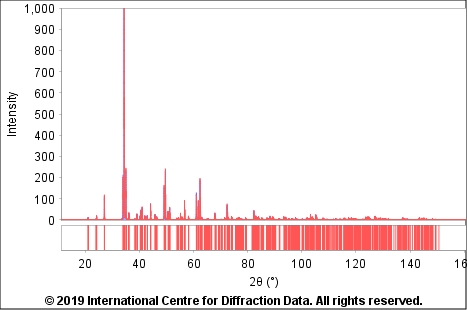 1,000
900
800
700
600
500
400
300
200
100
0
Intensity
20 40 60 80 100 120 140 16
2θ (°)
© 2019 International Centre for Diffraction Data. All rights reserved.